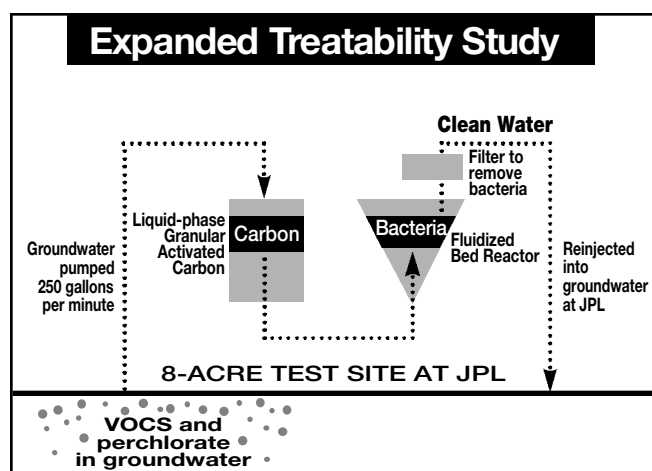 Expanded Treatability Study
Clean Water
Filter to
remove
bacteria
Liquid-phase
Granular
Activated
Carbon
Carbon
Bacteria
Fluidized
Bed Reactor
Groundwater
pumped
250 gallons
per minute
Reinjected
into
groundwater
at JPL
8-ACRE TEST SITE AT JPL
VOCS and
perchlorate
in groundwater